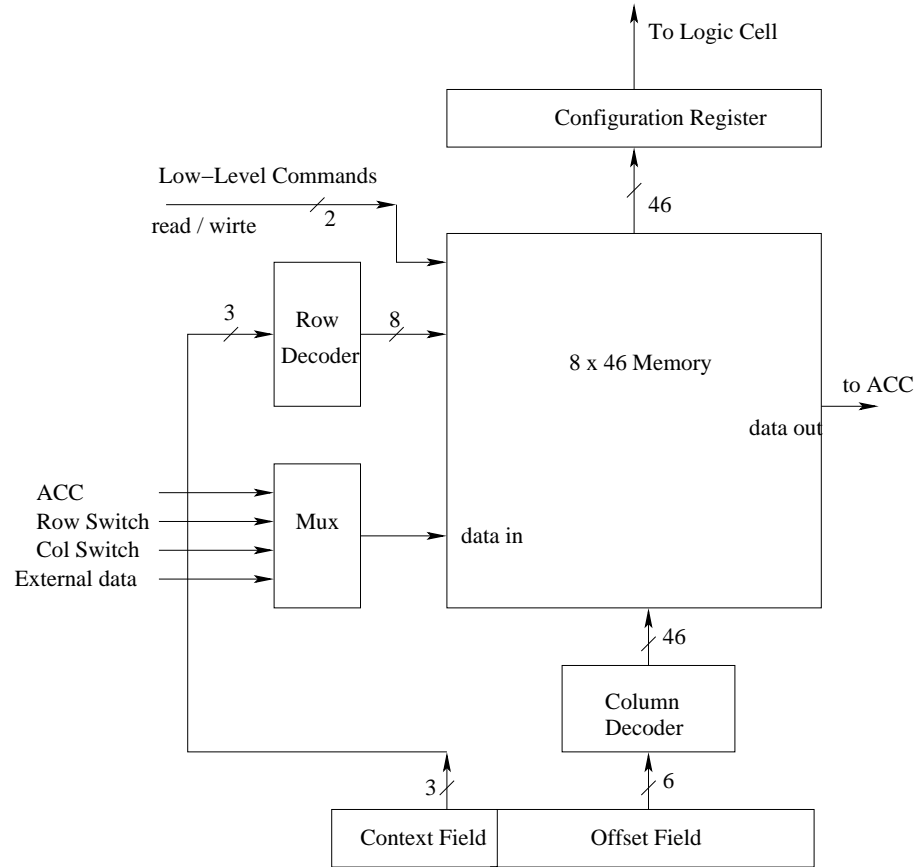 To Logic Cell
Configuration Register
46
Low-Level Commands
2
read / wirte
3
Row
Decoder
8
8 x 46 Memory
to ACC
data out
ACC
Row Switch
Col Switch
External data
Mux
data in
46
Column
Decoder
3
6
Context Field
Offset Field